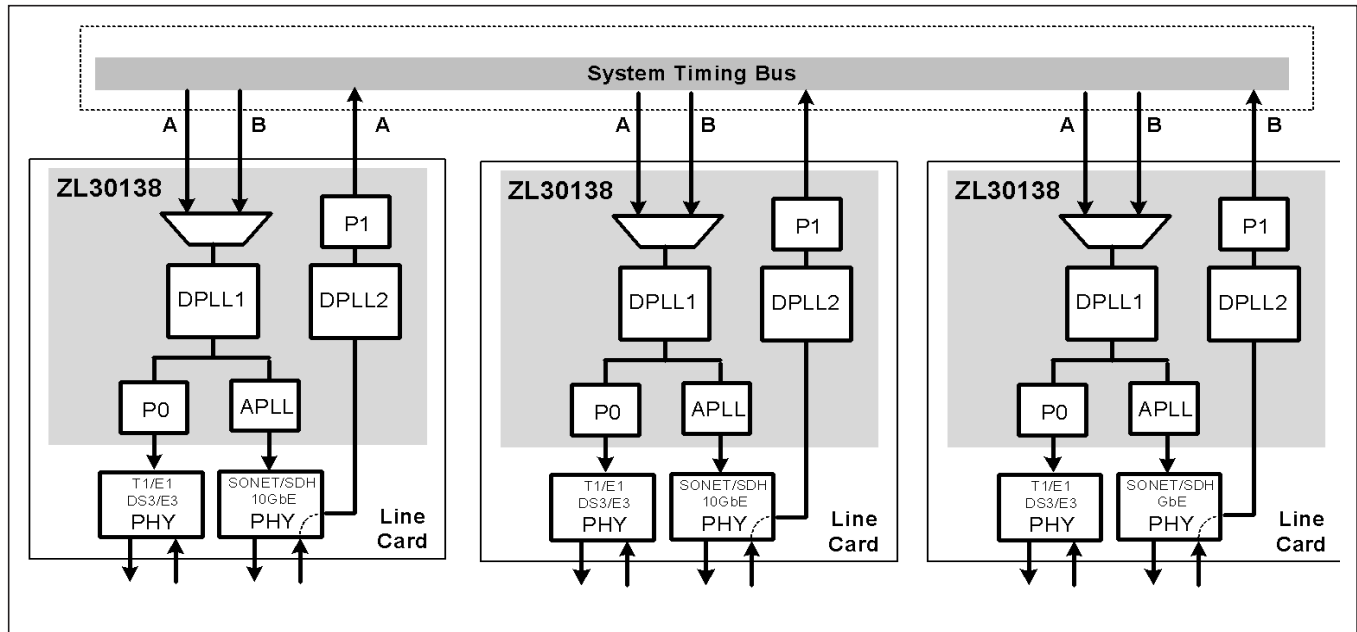 System Timing Bus
A
B
A
A
B
A
B
B
ZL30138
P1
DPLL1
DPLL2
P0
APLL
T1/E1
DS3/E3
PHY
SONET/SDH
10GbE
PHY
Line
Card
ZL30138
P1
DPLL1
DPLL2
P0
APLL
T1/E1
DS3/E3
PHY
SONET/SDH
10GbE
PHY
Line
Card
ZL30138
P1
DPLL1
DPLL2
P0
APLL
T1/E1
DS3/E3
PHY
SONET/SDH
GbE
PHY
Line
Card